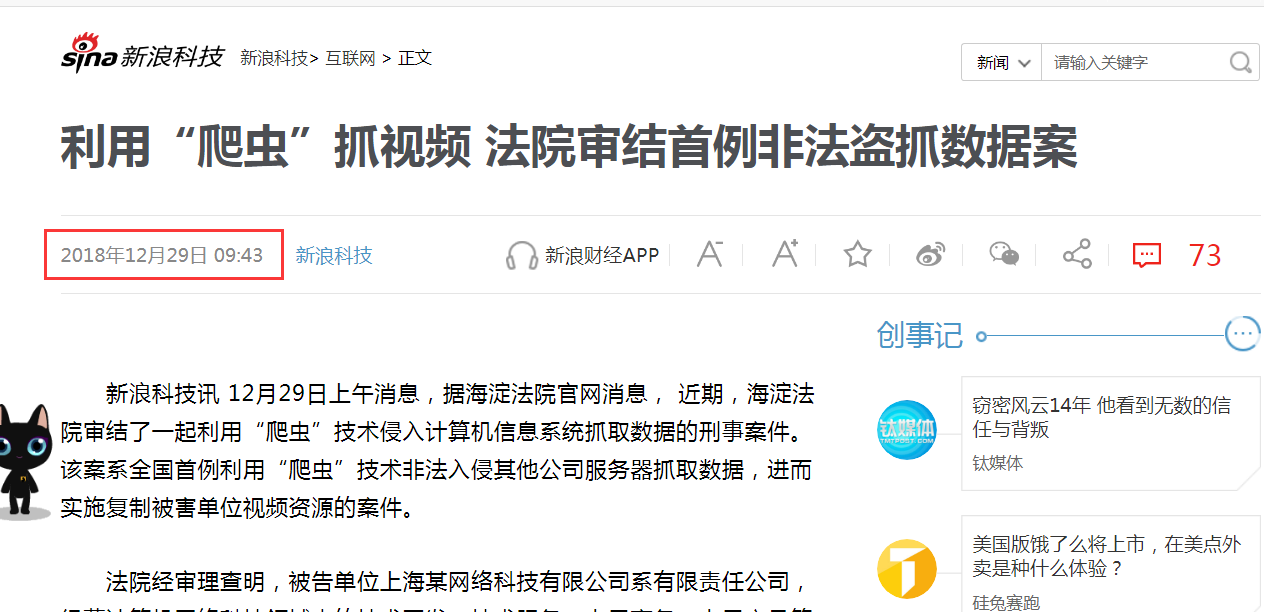 sina新浪科技 新浪科技> 互联网 > 正文
新闻 请输入关键字
利用“爬虫”抓视频 法院审结首例非法盗抓数据案
2018年12月29日 09:43 新浪科技 新浪财经APP A- A+ 73
新浪科技讯 12月29日上午消息，据海淀法院官网消息， 近期，海淀法
院审结了一起利用“爬虫”技术侵入计算机信息系统抓取数据的刑事案件。
该案系全国首例利用“爬虫”技术非法入侵其他公司服务器抓取数据，进而
实施复制被害单位视频资源的案件。
法院经审理查明，被告单位上海某网络科技有限公司系有限责任公司，
创事记
钛媒体
TMTPOST.COM
窃密风云14年 他看到无数的信
任与背叛
钛媒体
美国版饿了么将上市，在美点外
卖是种什么体验？
硅兔赛跑